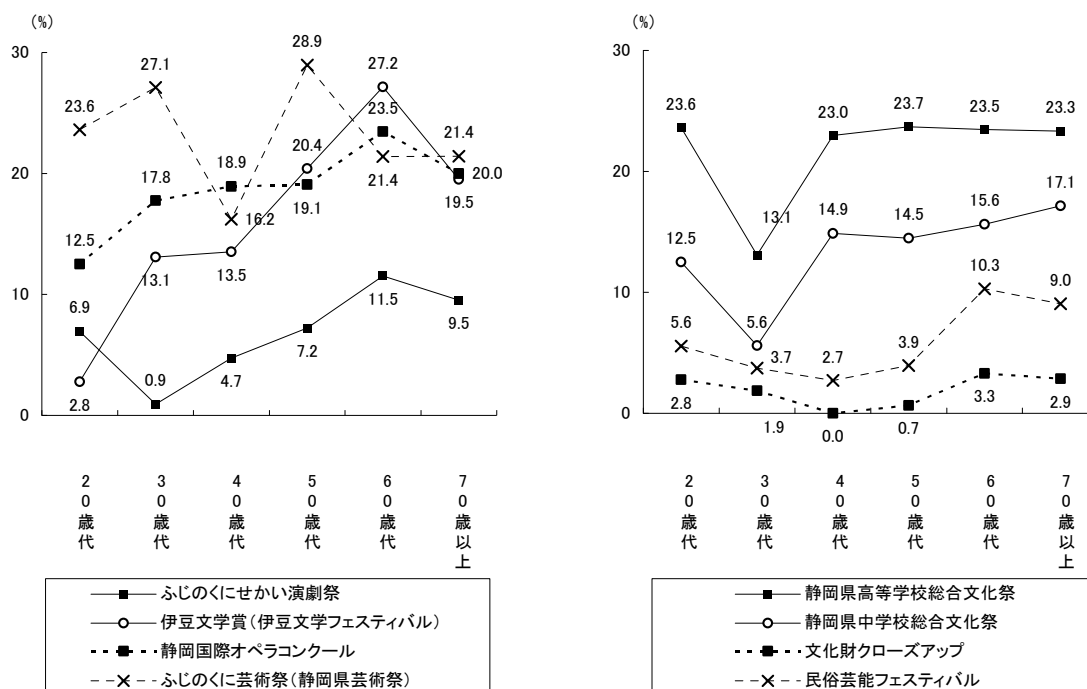 (%)
30
20
10
0
23.6
27.1
28.9
27.2
23.5
21.4
18.9
20.4
17.8
16.2
19.1
21.4
20.0
19.5
12.5
13.1
13.5
6.9
11.5
9.5
7.2
4.7
2.8
0.9
20歳代
30歳代
40歳代
50歳代
60歳代
70歳以上
ふじのくにせかい演劇祭
伊豆文学賞(伊豆文学フェスティバル)
静岡国際オペラコンクール
ふじのくに芸術祭(静岡県芸術祭)
(%)
30
20
10
0
23.6
23.0
23.7
23.5
23.3
13.1
14.9
14.5
15.6
17.1
12.5
5.6
10.3
9.0
5.6
3.7
2.7
3.9
2.8
1.9
0.0
0.7
3.3
2.9
20歳代
30歳代
40歳代
50歳代
60歳代
70歳以上
静岡県高等学校総合文化祭
静岡県中学校総合文化祭
文化財クローズアップ
民俗芸能フェスティバル